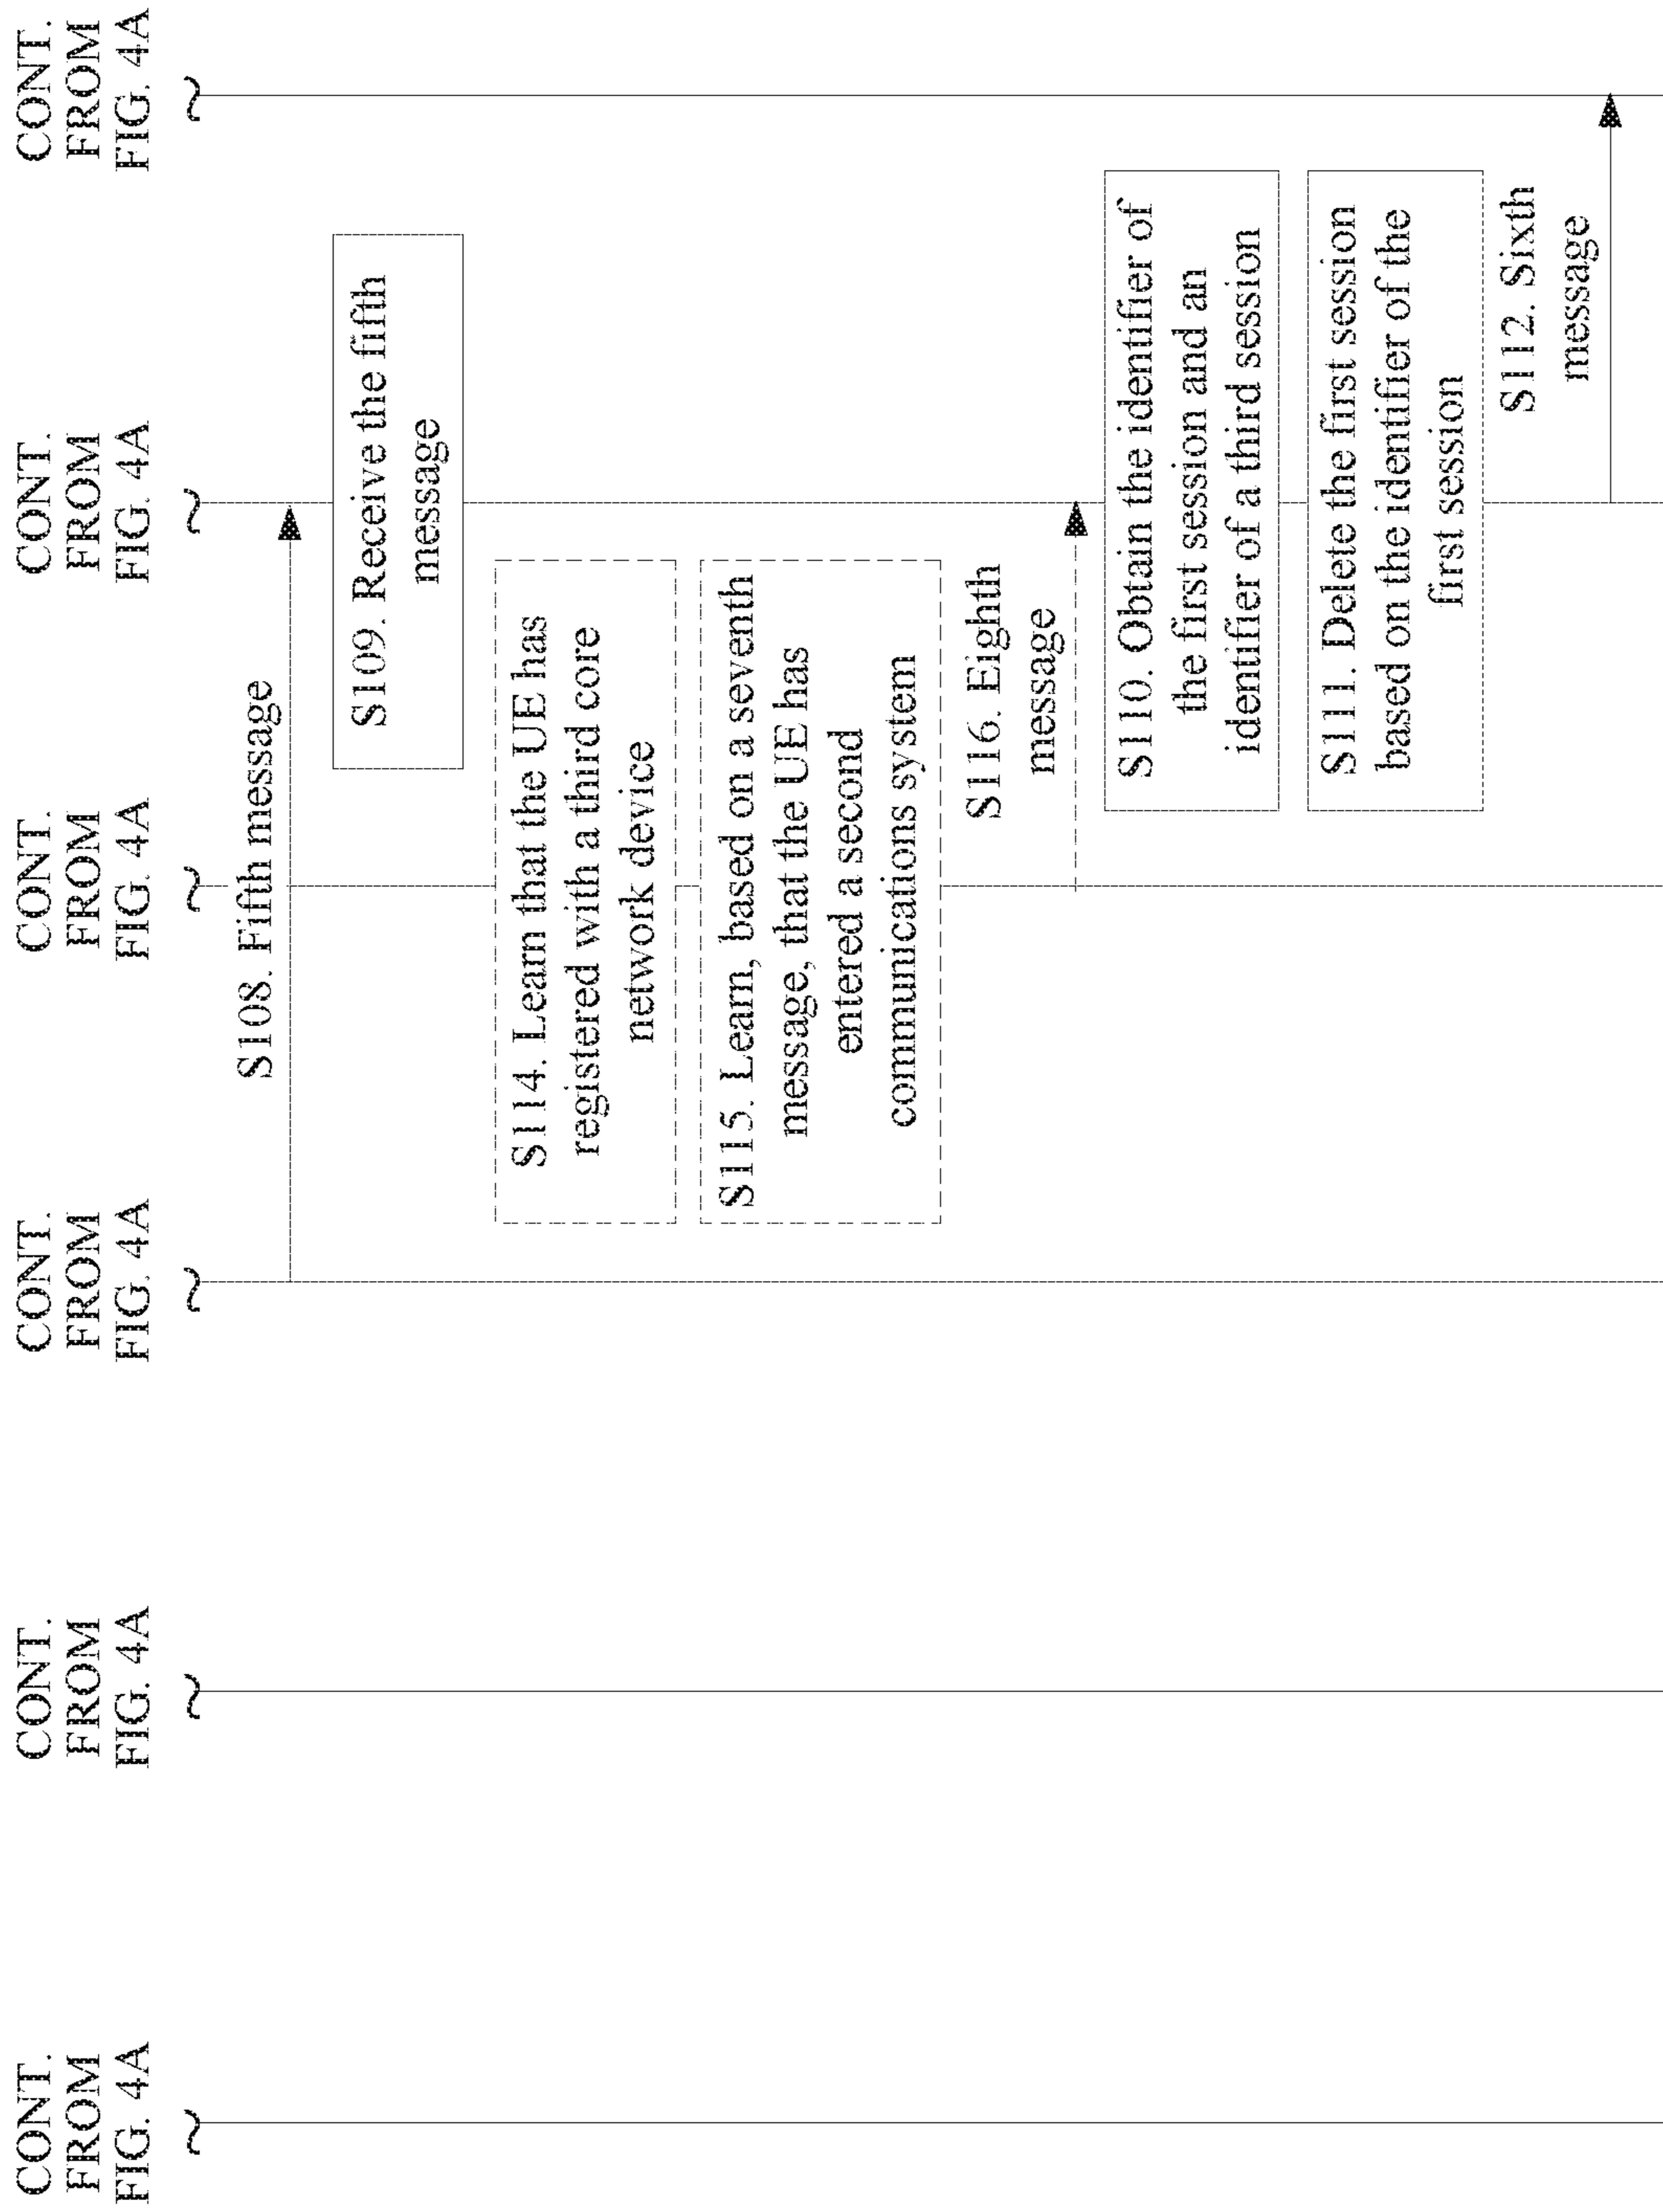 CONT.
FROM
FIG. 4A
CONT.
FROM
FIG. 4A
CONT.
FROM
FIG. 4A
CONT.
FROM
FIG. 4A
CONT.
FROM
FIG. 4A
CONT.
FROM
FIG. 4A
S108. Fifth message
S109. Receive the fifth
message
S114. Learn that the UE has
registered with a third core
network device
S115. Learn, based on a seventh
message, that the UE has
entered a second
communications system
S116. Eighth
message
S110. Obtain the identifier of
the first session and an
identifier of a third session
S111. Delete the first session
based on the identifier of the
first session
S112. Sixth
message